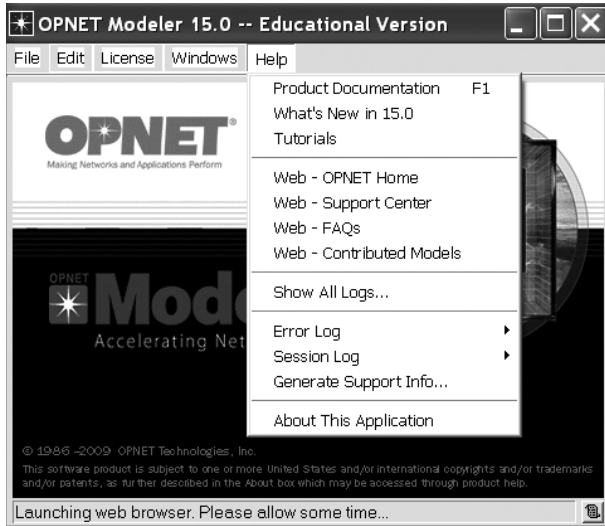 OPNET Modeler 15.0 -- Educational Version
File Edit License Windows Help
Product Documentation F1
What's New in 15.0
Tutorials
OPNET®
Making Networks and Applications Perform
Web - OPNET Home
Web - Support Center
Web - FAQs
Web - Contributed Models
Show All Logs...
OPNET
Mode
Accelerating Net
Error Log
Session Log
Generate Support Info...
About This Application
© 1986-2009 OPNET Technologies, Inc.
This software product is subject to one or more United States and/or international copyrights and/or trademarks
and/or patents, as further described in the About box which may be accessed through product help.
Launching web browser. Please allow some time...